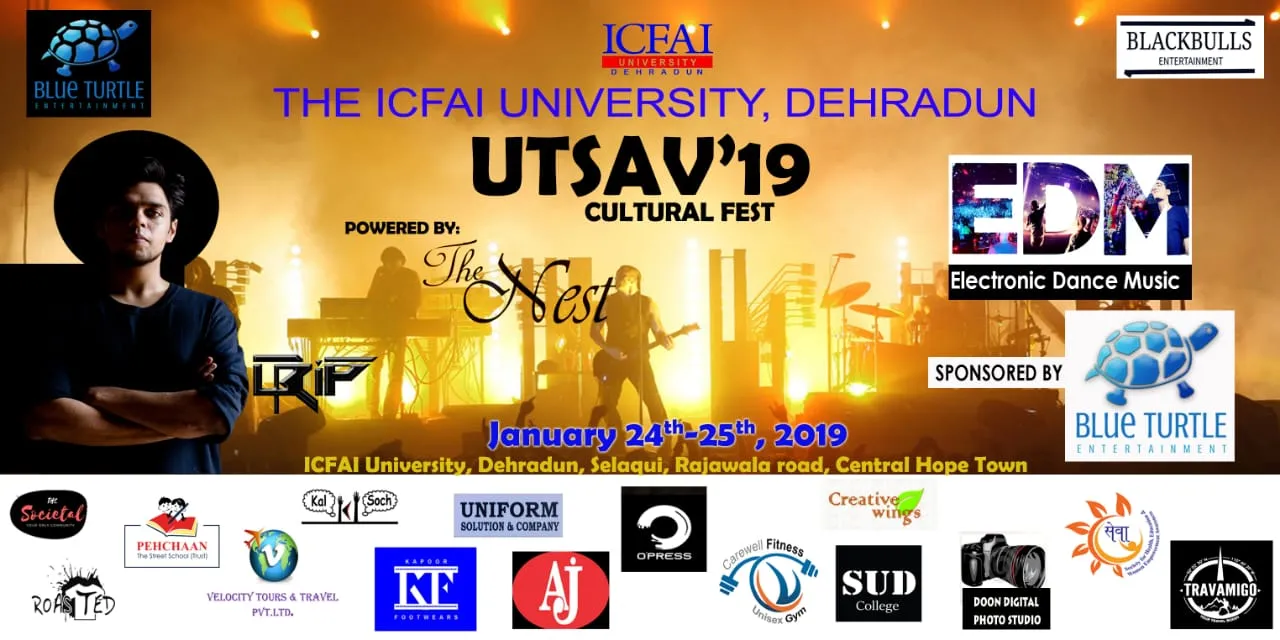 BLUE TURTLE
ENTERTAINMENT
ICFAI
UNIVERSITY
DEHRADUN
BLACKBULLS
ENTERTAINMENT
THE ICFAI UNIVERSITY, DEHRADUN
UTSAV'19
CULTURAL FEST
POWERED BY:
The Nest
EDM
Electronic Dance Music
SPONSORED BY
BLUE TURTLE
ENTERTAINMENT
January 24th-25th, 2019
ICFAI University, Dehradun, Selaqui, Rajawala road, Central Hope Town
THE
Societal
PEHCHAAN
The Street School (Trust)
Kal Soch
UNIFORM
SOLUTION & COMPANY
O'PRESS
Creative
wings
सेवा
ROASTED
V
VELOCITY TOURS & TRAVEL
PVT.LTD.
KAPOOR
KF
FOOTWEARS
AJ
Carewell Fitness
Unisex Gym
SUD
College
DOON DIGITAL
PHOTO STUDIO
TRAVAMIGO